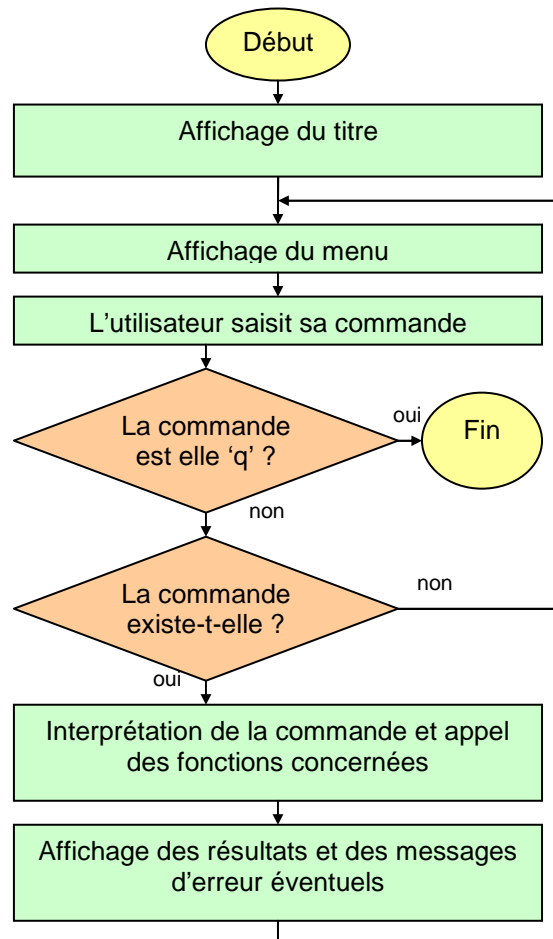 Début
Affichage du titre
Affichage du menu
L'utilisateur saisit sa commande
La commande
est elle ‘q’ ?
oui
Fin
non
La commande
existe-t-elle ?
non
oui
Interprétation de la commande et appel
des fonctions concernées
Affichage des résultats et des messages
d'erreur éventuels